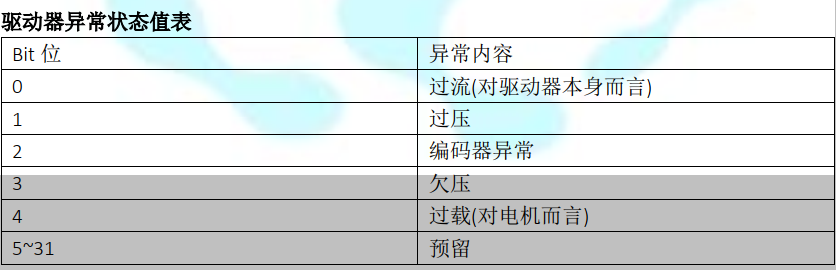 驱动器异常状态值表
Bit 位 异常内容
0 过流(对驱动器本身而言)
1 过压
2 编码器异常
3 欠压
4 过载(对电机而言)
5~31 预留